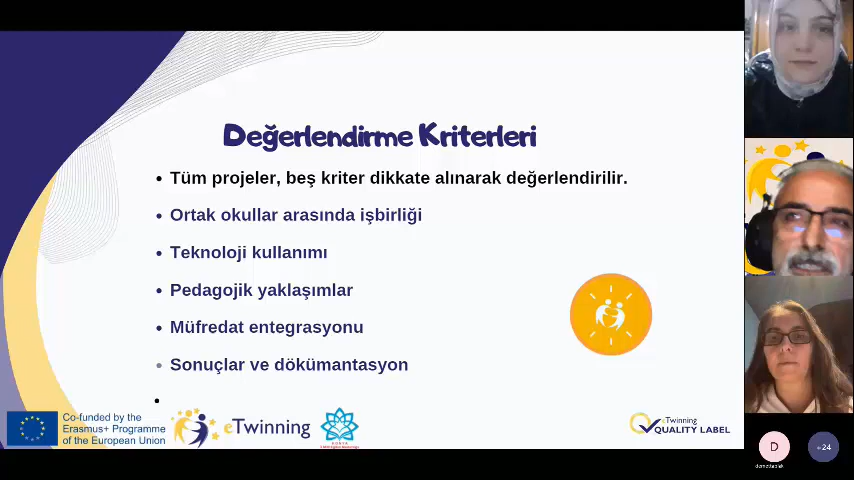 Değerlendirme Kriterleri
• Tüm projeler, beş kriter dikkate alınarak değerlendirilir.
• Ortak okullar arasında işbirliği
• Teknoloji kullanımı
• Pedagojik yaklaşımlar
• Müfredat entegrasyonu
• Sonuçlar ve dökümantasyon
•
Co-funded by the
Erasmus+ Programme
of the European Union
eTwinning
KONYA
eTwinning
QUALITY LABEL
D
+24